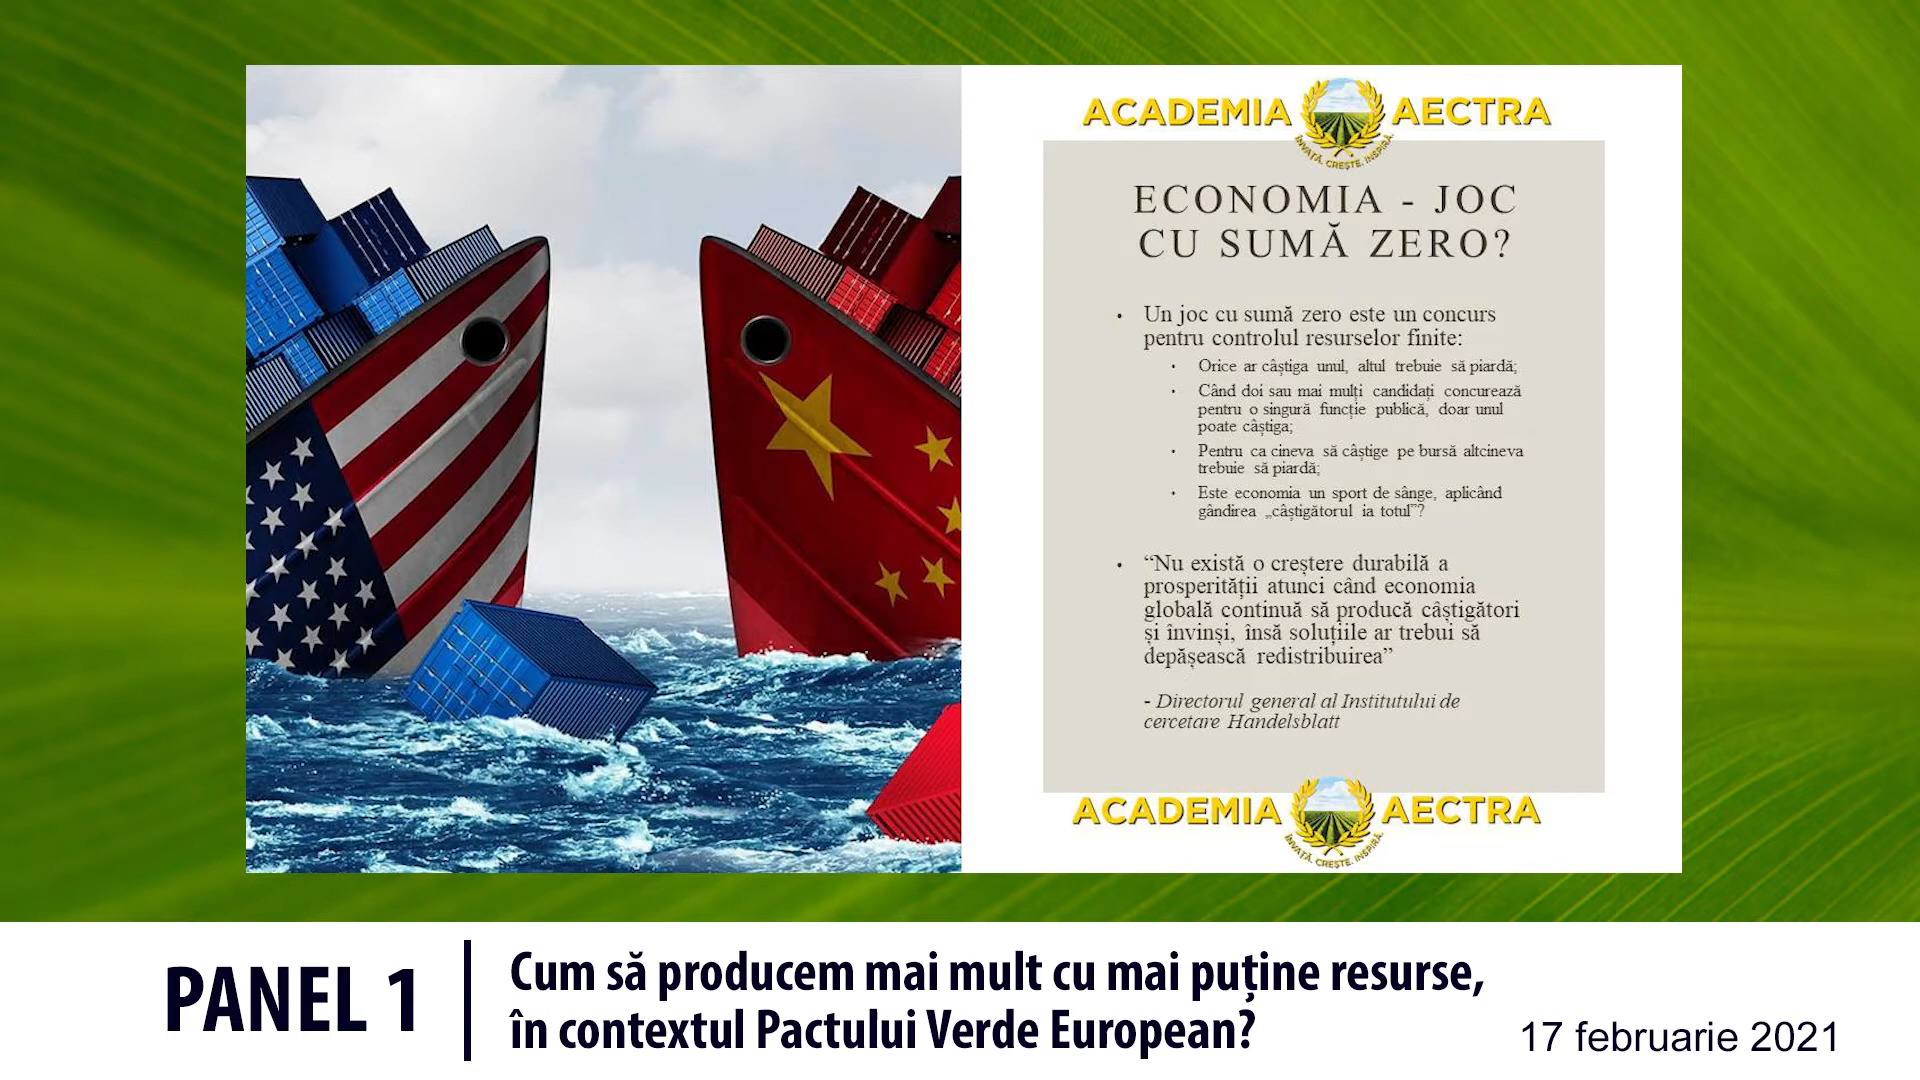 ACADEMIA AECTRA
ÎNVAȚĂ. CREȘTE. INSPIRĂ.
ECONOMIA - JOC
CU SUMĂ ZERO?
• Un joc cu sumă zero este un concurs
pentru controlul resurselor finite:
• Orice ar câștiga unul, altul trebuie să piardă;
• Când doi sau mai mulți candidați concurează
pentru o singură funcție publică, doar unul
poate câștiga;
• Pentru ca cineva să câștige pe bursă altcineva
trebuie să piardă;
• Este economia un sport de sânge, aplicând
gândirea „câștigătorul ia totul”?
• “Nu există o creștere durabilă a
prosperității atunci când economia
globală continuă să producă câștigători
și învinși, însă soluțiile ar trebui să
depășească redistribuirea”
- Directorul general al Institutului de
cercetare Handelsblatt
ACADEMIA AECTRA
ÎNVAȚĂ. CREȘTE. INSPIRĂ.
PANEL 1
Cum să producem mai mult cu mai puține resurse,
în contextul Pactului Verde European?
17 februarie 2021